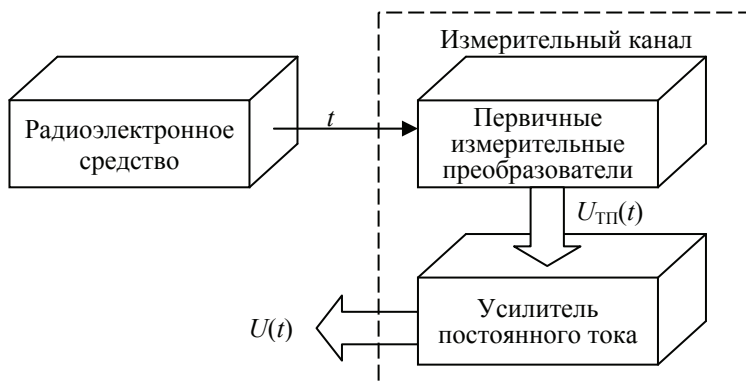 Измерительный канал
Радиоэлектронное
средство
t
Первичные
измерительные
преобразователи
U_ТП(t)
Усилитель
постоянного тока
U(t)